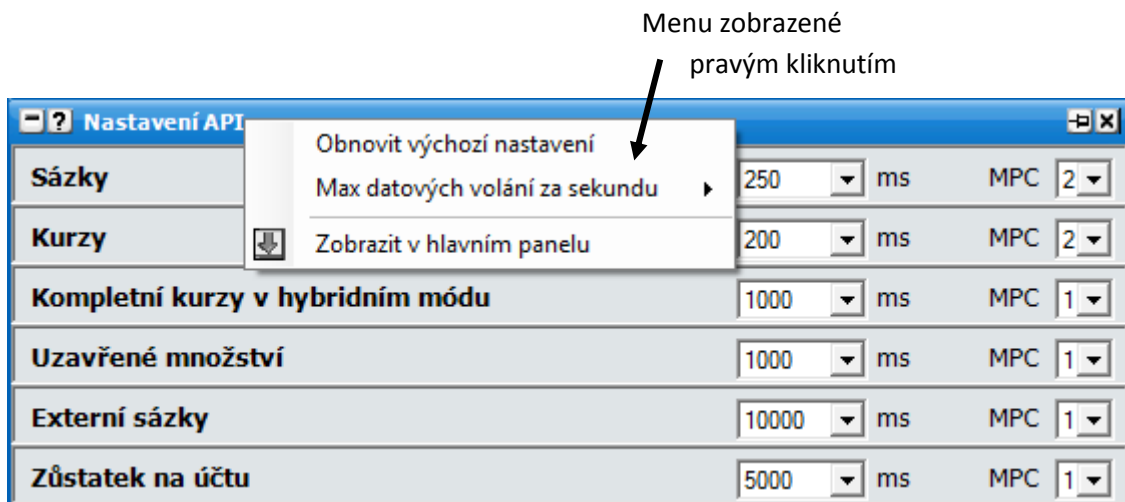 Menu zobrazené
pravým kliknutím
? Nastavení API
Obnovit výchozí nastavení
Max datových volání za sekundu
Zobrazit v hlavním panelu
Sázky 250 ms MPC 2
Kurzy 200 ms MPC 2
Kompletní kurzy v hybridním módu 1000 ms MPC 1
Uzavřené množství 1000 ms MPC 1
Externí sázky 10000 ms MPC 1
Zůstatek na účtu 5000 ms MPC 1